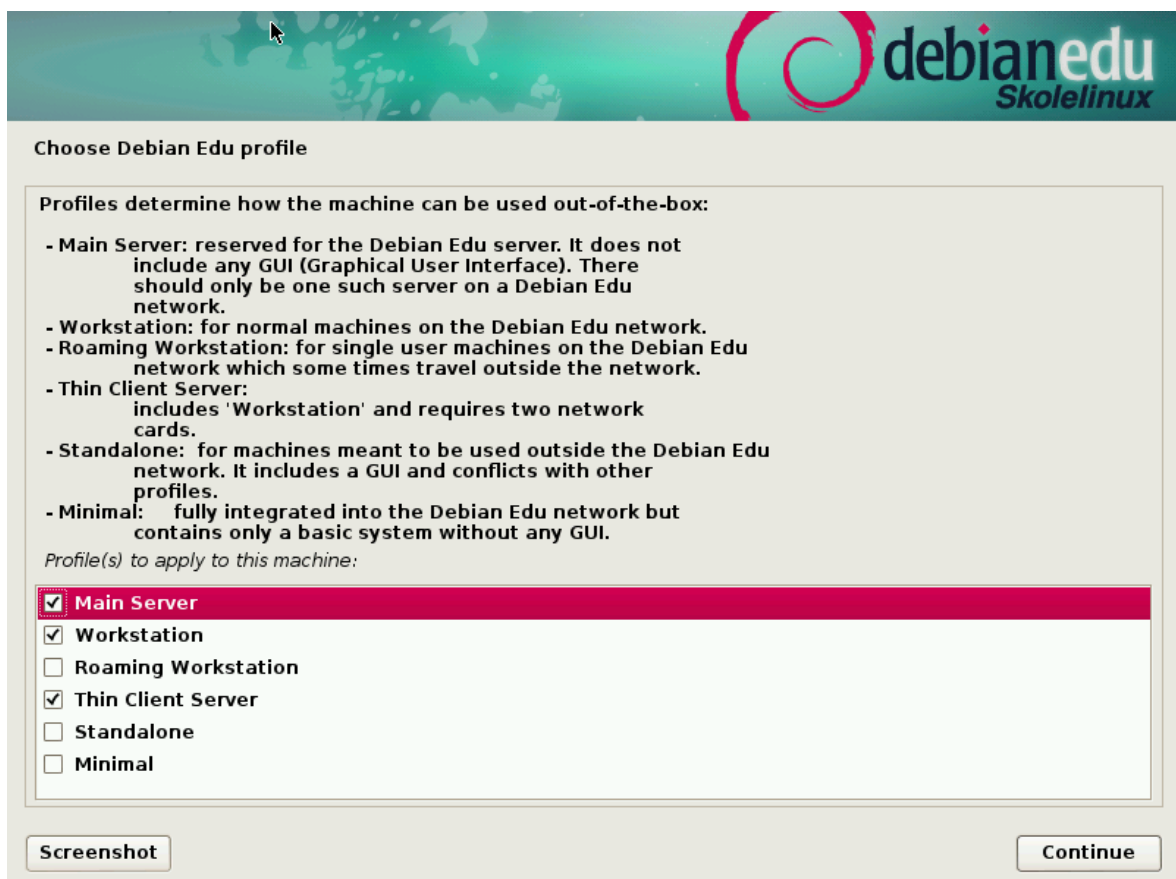 debianedu
Skolelinux
Choose Debian Edu profile
Profiles determine how the machine can be used out-of-the-box:
- Main Server: reserved for the Debian Edu server. It does not
include any GUI (Graphical User Interface). There
should only be one such server on a Debian Edu
network.
- Workstation: for normal machines on the Debian Edu network.
- Roaming Workstation: for single user machines on the Debian Edu
network which some times travel outside the network.
- Thin Client Server:
includes 'Workstation' and requires two network
cards.
- Standalone: for machines meant to be used outside the Debian Edu
network. It includes a GUI and conflicts with other
profiles.
- Minimal: fully integrated into the Debian Edu network but
contains only a basic system without any GUI.
Profile(s) to apply to this machine:
Main Server
Workstation
Roaming Workstation
Thin Client Server
Standalone
Minimal
Screenshot
Continue